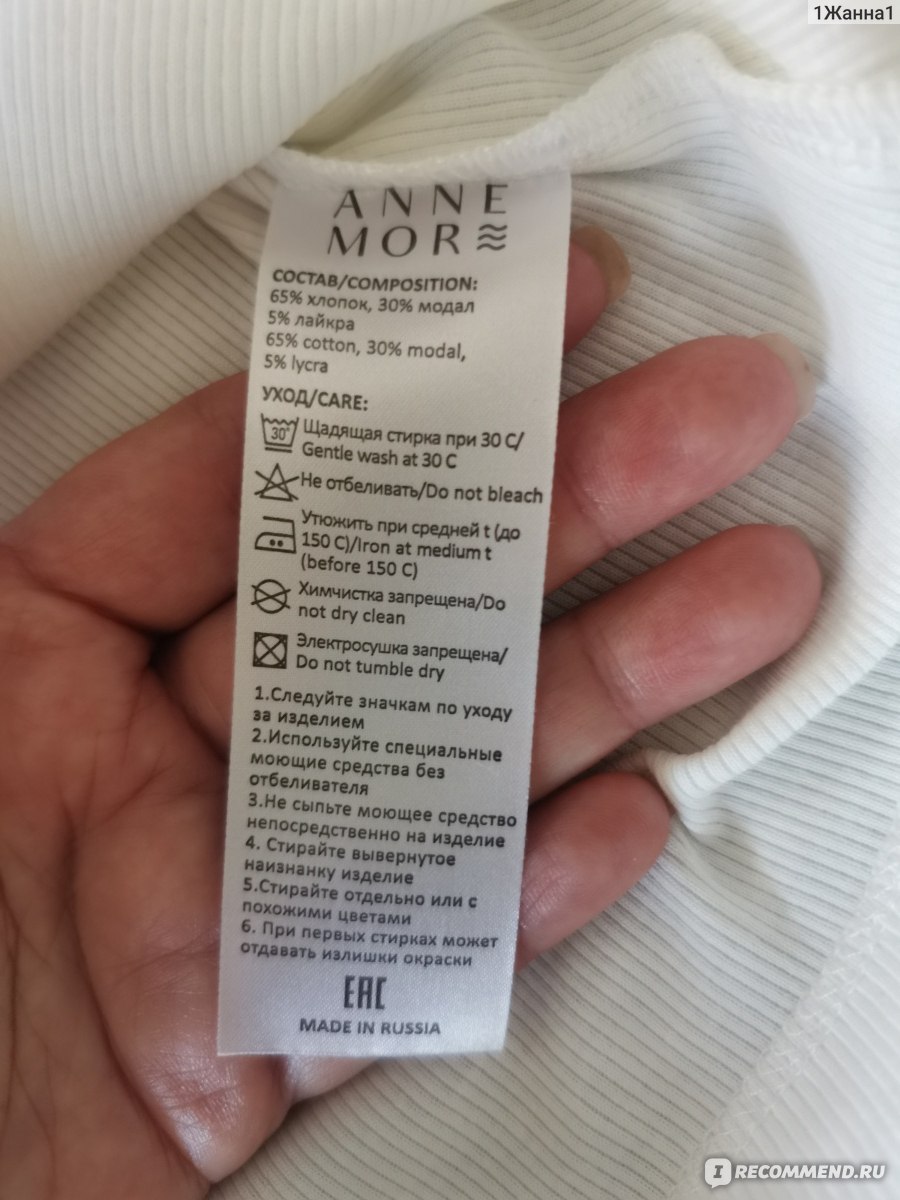 1Жанна1
ANNE
MOR
СОСТАВ/COMPOSITION:
65% хлопок, 30% модал
5% лайкра
65% cotton, 30% modal,
5% lycra
УХОД/CARE:
30° Щадящая стирка при 30 С/
Gentle wash at 30 C
Не отбеливать/Do not bleach
Утюжить при средней t (до
150 С)/Iron at medium t
(before 150 C)
Химчистка запрещена/Do
not dry clean
Электросушка запрещена/
Do not tumble dry
1.Следуйте значкам по уходу
за изделием
2.Используйте специальные
моющие средства без
отбеливателя
3.Не сыпьте моющее средство
непосредственно на изделие
4. Стирайте вывернутое
наизнанку изделие
5.Стирайте отдельно или с
похожими цветами
6. При первых стирках может
отдавать излишки окраски
EAC
MADE IN RUSSIA
I RECOMMEND.RU